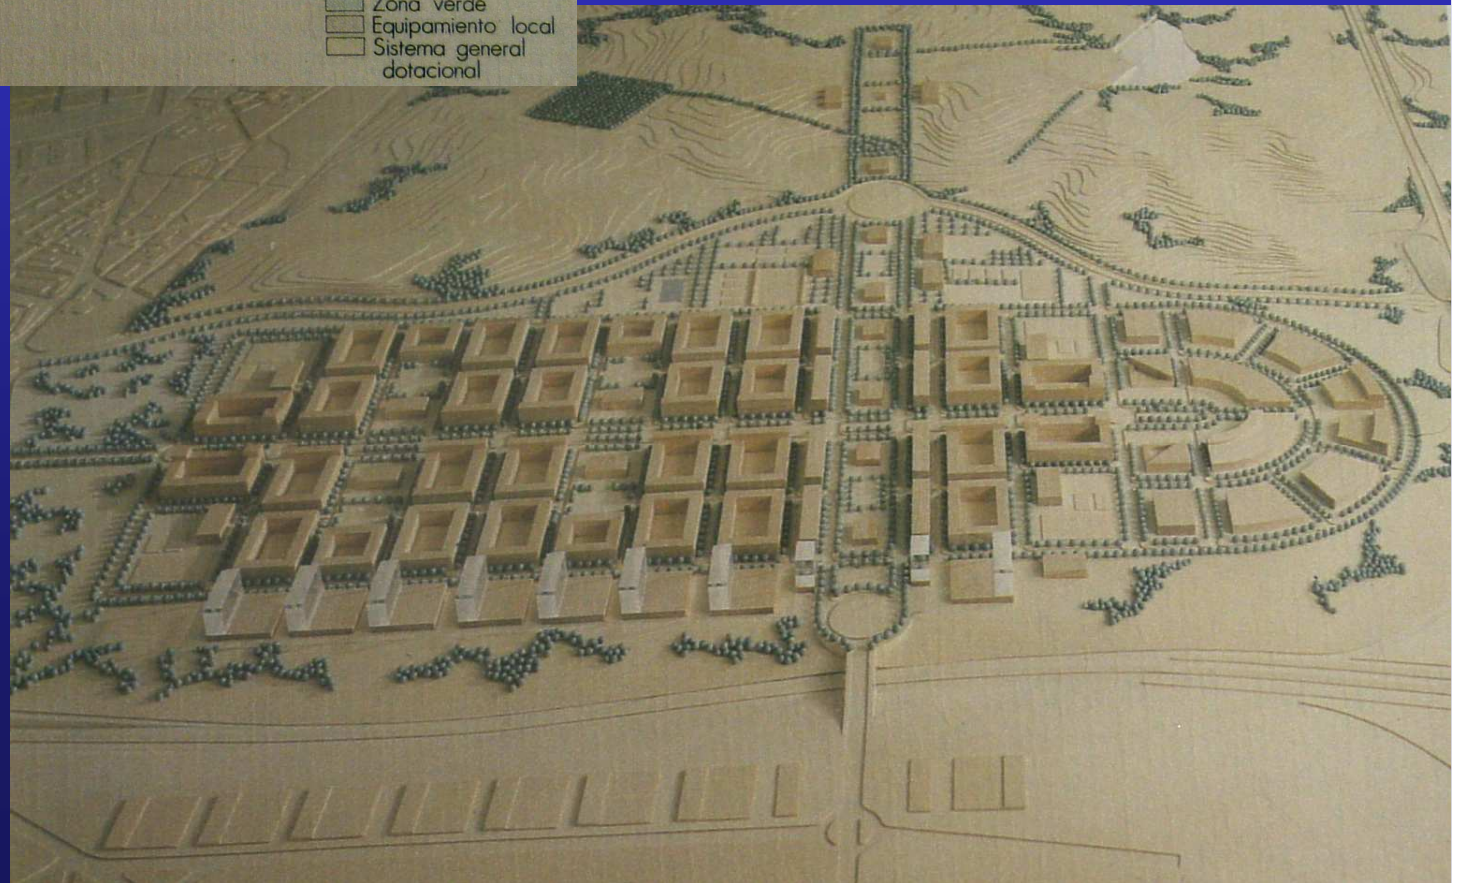 Zona verde
Equipamiento local
Sistema general
dotacional